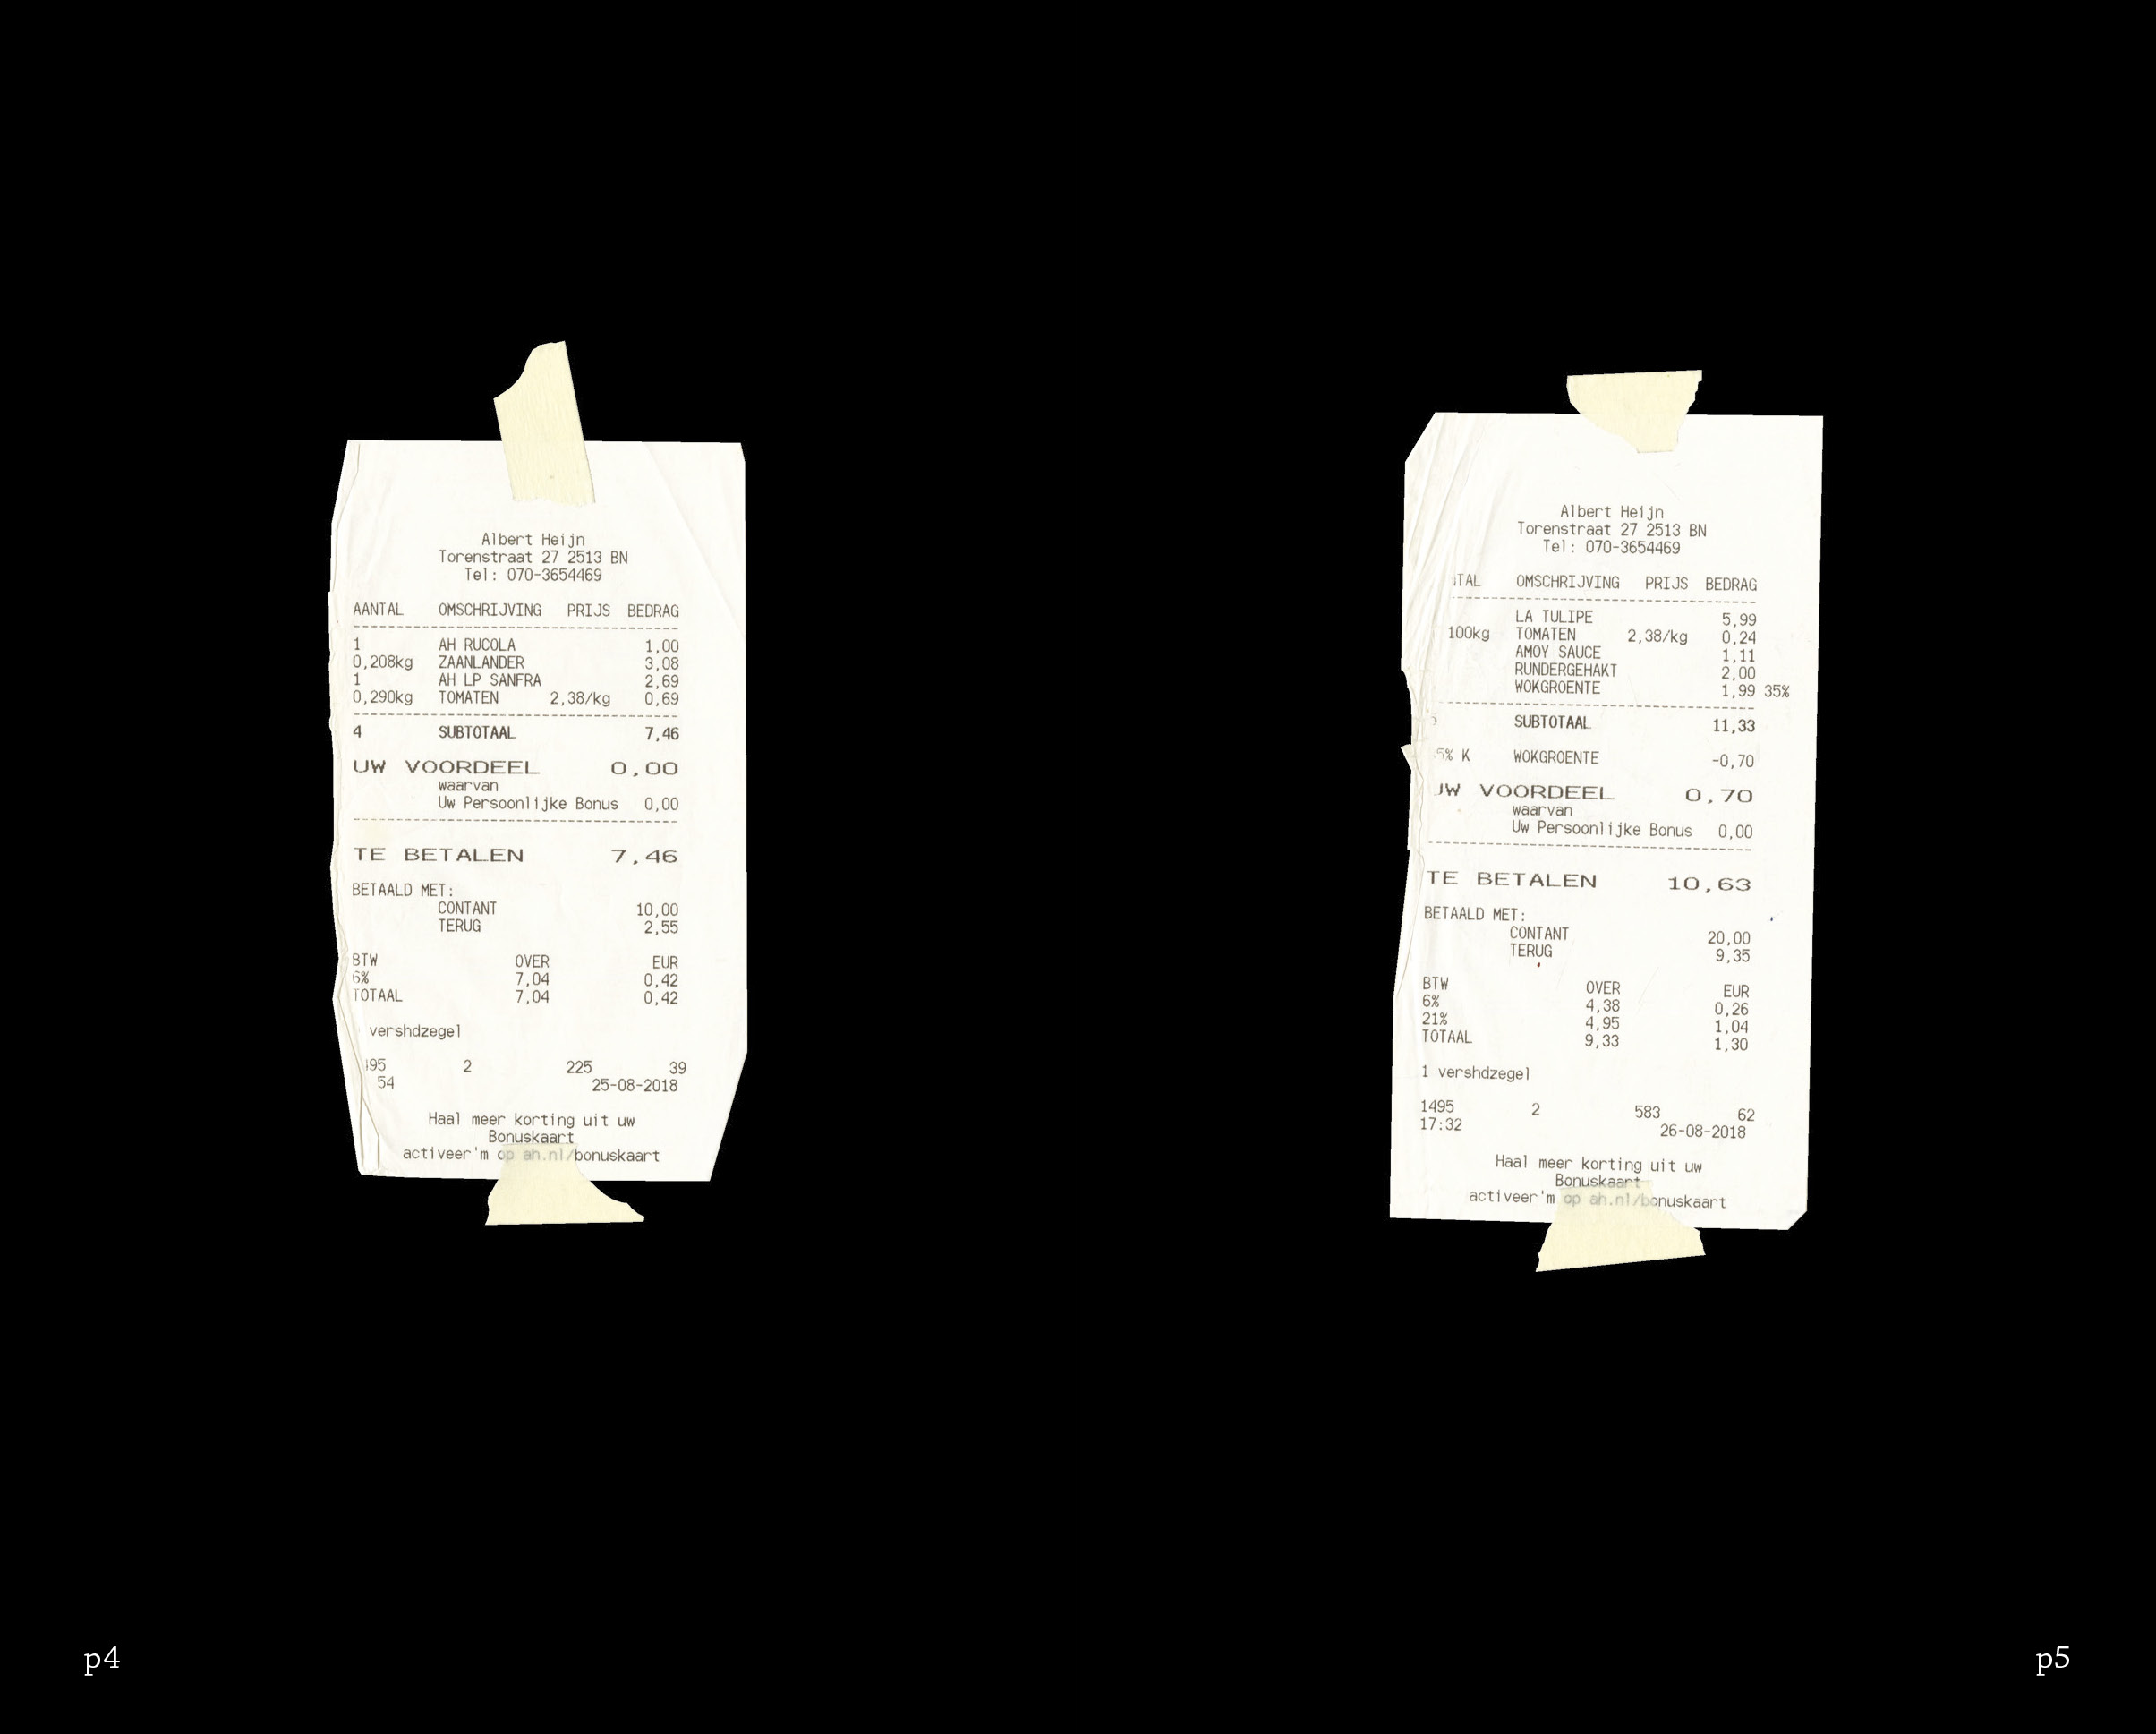 Albert Heijn
Torenstraat 27 2513 BN
Tel: 070-3654469
AANTAL OMSCHRIJVING PRIJS BEDRAG
1 AH RUCOLA 1,00
0,208kg ZAANLANDER 3,08
1 AH LP SANFRA 2,69
0,290kg TOMATEN 2,38/kg 0,69
4 SUBTOTAAL 7,46
UW VOORDEEL 0,00
waarvan
Uw Persoonlijke Bonus 0,00
TE BETALEN 7,46
BETAALD MET:
CONTANT 10,00
TERUG 2,55
BTW OVER EUR
6% 7,04 0,42
TOTAAL 7,04 0,42
vershdzegel
495 2 225 39
54 25-08-2018
Haal meer korting uit uw
Bonuskaart
activeer'm op ah.nl/bonuskaart
p4
Albert Heijn
Torenstraat 27 2513 BN
Tel: 070-3654469
TAL OMSCHRIJVING PRIJS BEDRAG
LA TULIPE 5,99
100kg TOMATEN 2,38/kg 0,24
AMOY SAUCE 1,11
RUNDERGEHAKT 2,00
WOKGROENTE 1,99 35%
SUBTOTAAL 11,33
5% K WOKGROENTE -0,70
UW VOORDEEL 0,70
waarvan
Uw Persoonlijke Bonus 0,00
TE BETALEN 10,63
BETAALD MET:
CONTANT 20,00
TERUG 9,35
BTW OVER EUR
6% 4,38 0,26
21% 4,95 1,04
TOTAAL 9,33 1,30
1 vershdzegel
1495 2 583 62
17:32 26-08-2018
Haal meer korting uit uw
Bonuskaart
activeer'm op ah.nl/bonuskaart
p5